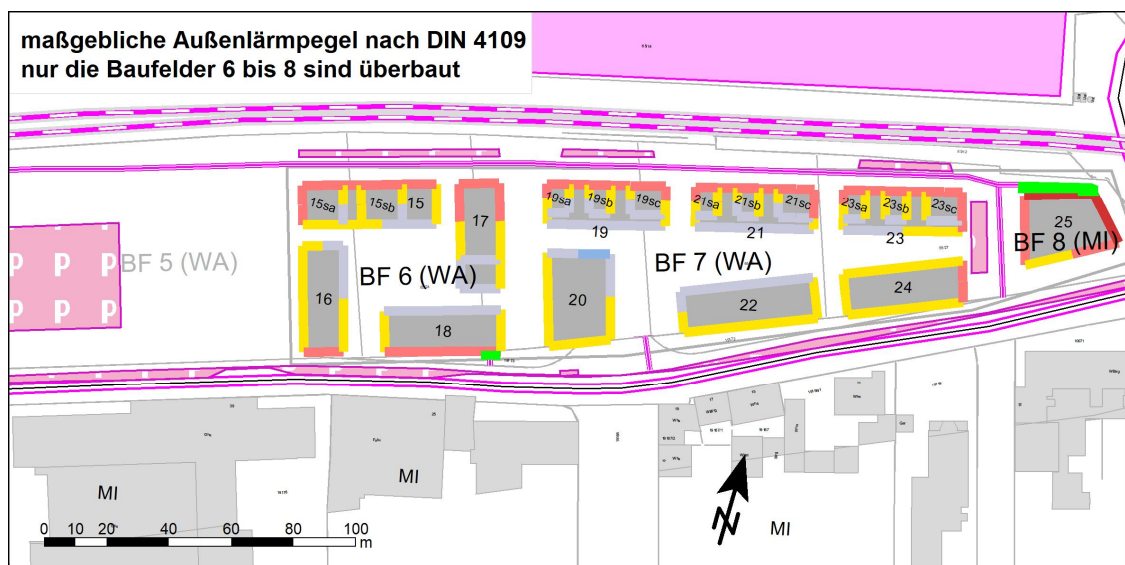 maßgebliche Außenlärmpegel nach DIN 4109
nur die Baufelder 6 bis 8 sind überbaut
15sa
15sb
15
17
19sa
19sb
19sc
21sa
21sb
21sc
23sa
23sb
23sc
25
19
21
23
BF 8 (MI)
P P P
BF 5 (WA)
BF 6 (WA)
BF 7 (WA)
16
20
24
22
18
P P P
MI
MI
MI
0 10 20 40 60 80 100
m
N